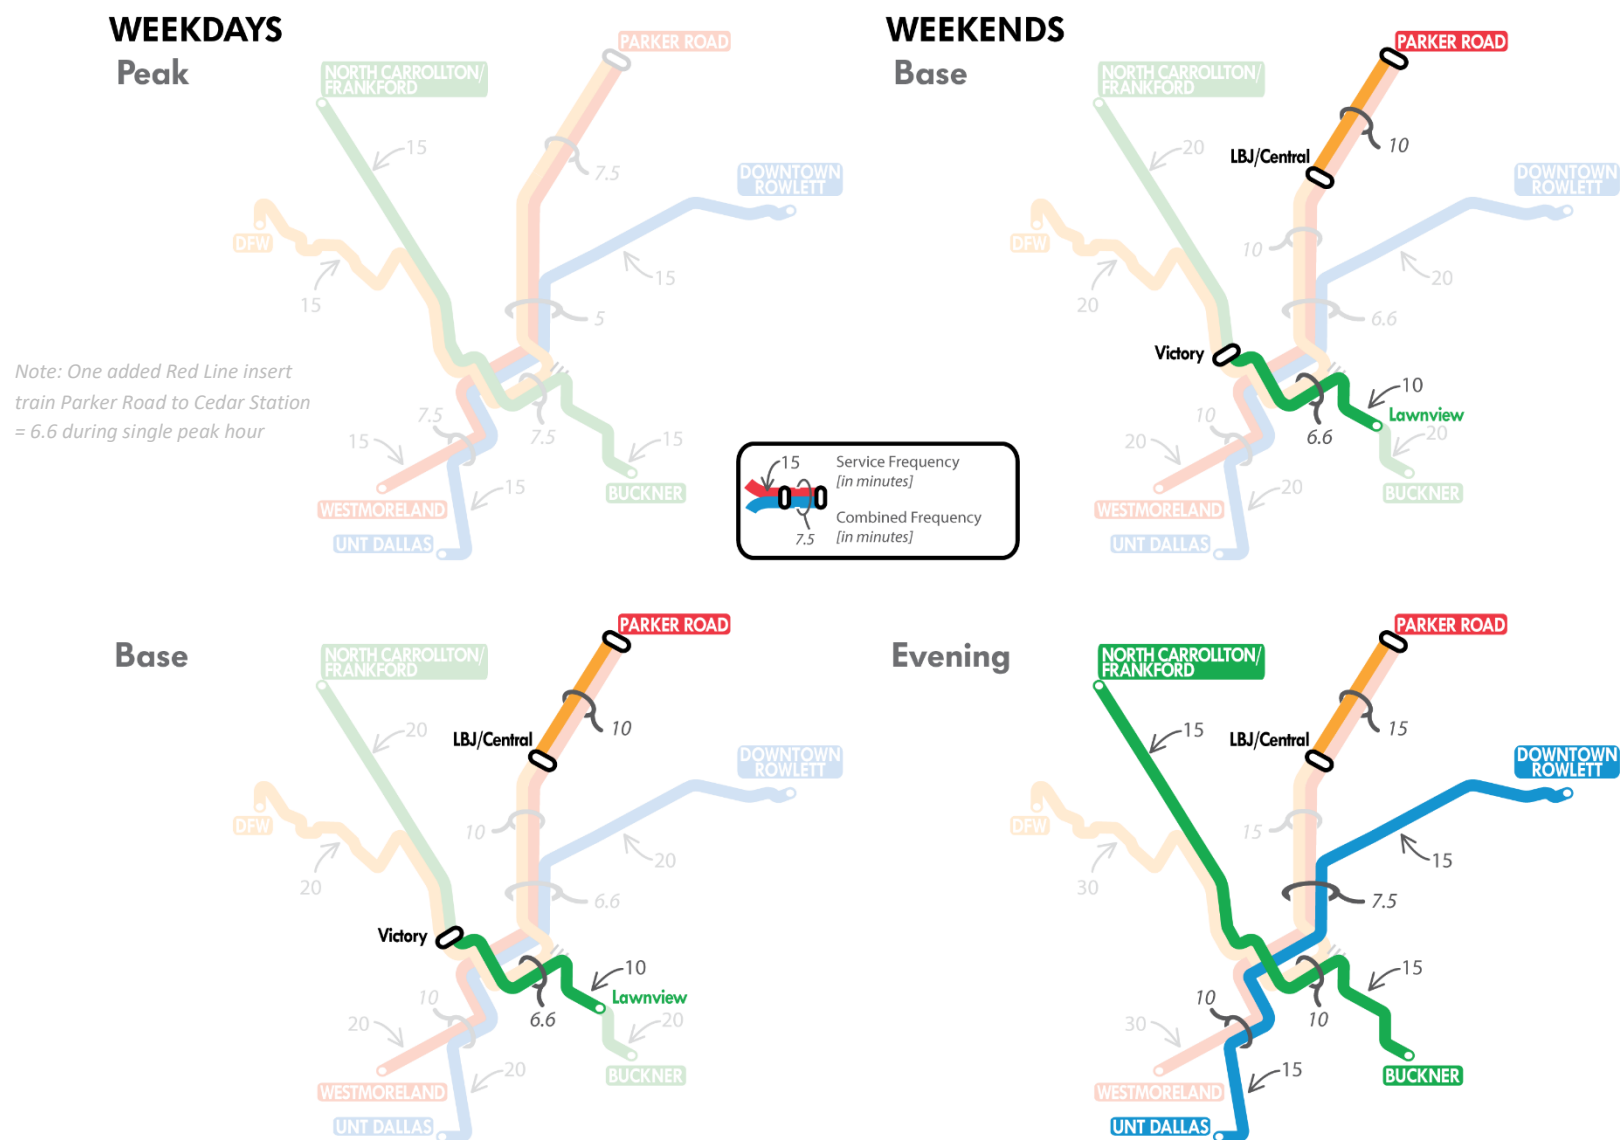 WEEKDAYS
Peak
PARKER ROAD
NORTH CARROLLTON/
FRANKFORD
15
7.5
DOWNTOWN
ROWLETT
DFW
15
15
5
Note: One added Red Line insert
train Parker Road to Cedar Station
= 6.6 during single peak hour
7.5
7.5
15
15
15
WESTMORELAND
BUCKNER
UNT DALLAS
WEEKENDS
Base
PARKER ROAD
NORTH CARROLLTON/
FRANKFORD
20
10
LBJ/Central
DOWNTOWN
ROWLETT
DFW
10
20
20
6.6
Victory
10
Lawnview
10
6.6
20
20
20
WESTMORELAND
BUCKNER
UNT DALLAS
15
Service Frequency
[in minutes]
Combined Frequency
7.5
[in minutes]
Base
PARKER ROAD
NORTH CARROLLTON/
FRANKFORD
20
10
LBJ/Central
DOWNTOWN
ROWLETT
DFW
10
20
20
6.6
Victory
10
Lawnview
10
6.6
20
20
20
WESTMORELAND
BUCKNER
UNT DALLAS
Evening
PARKER ROAD
NORTH CARROLLTON/
FRANKFORD
15
15
LBJ/Central
DOWNTOWN
ROWLETT
DFW
15
15
30
7.5
15
10
10
30
15
WESTMORELAND
BUCKNER
UNT DALLAS